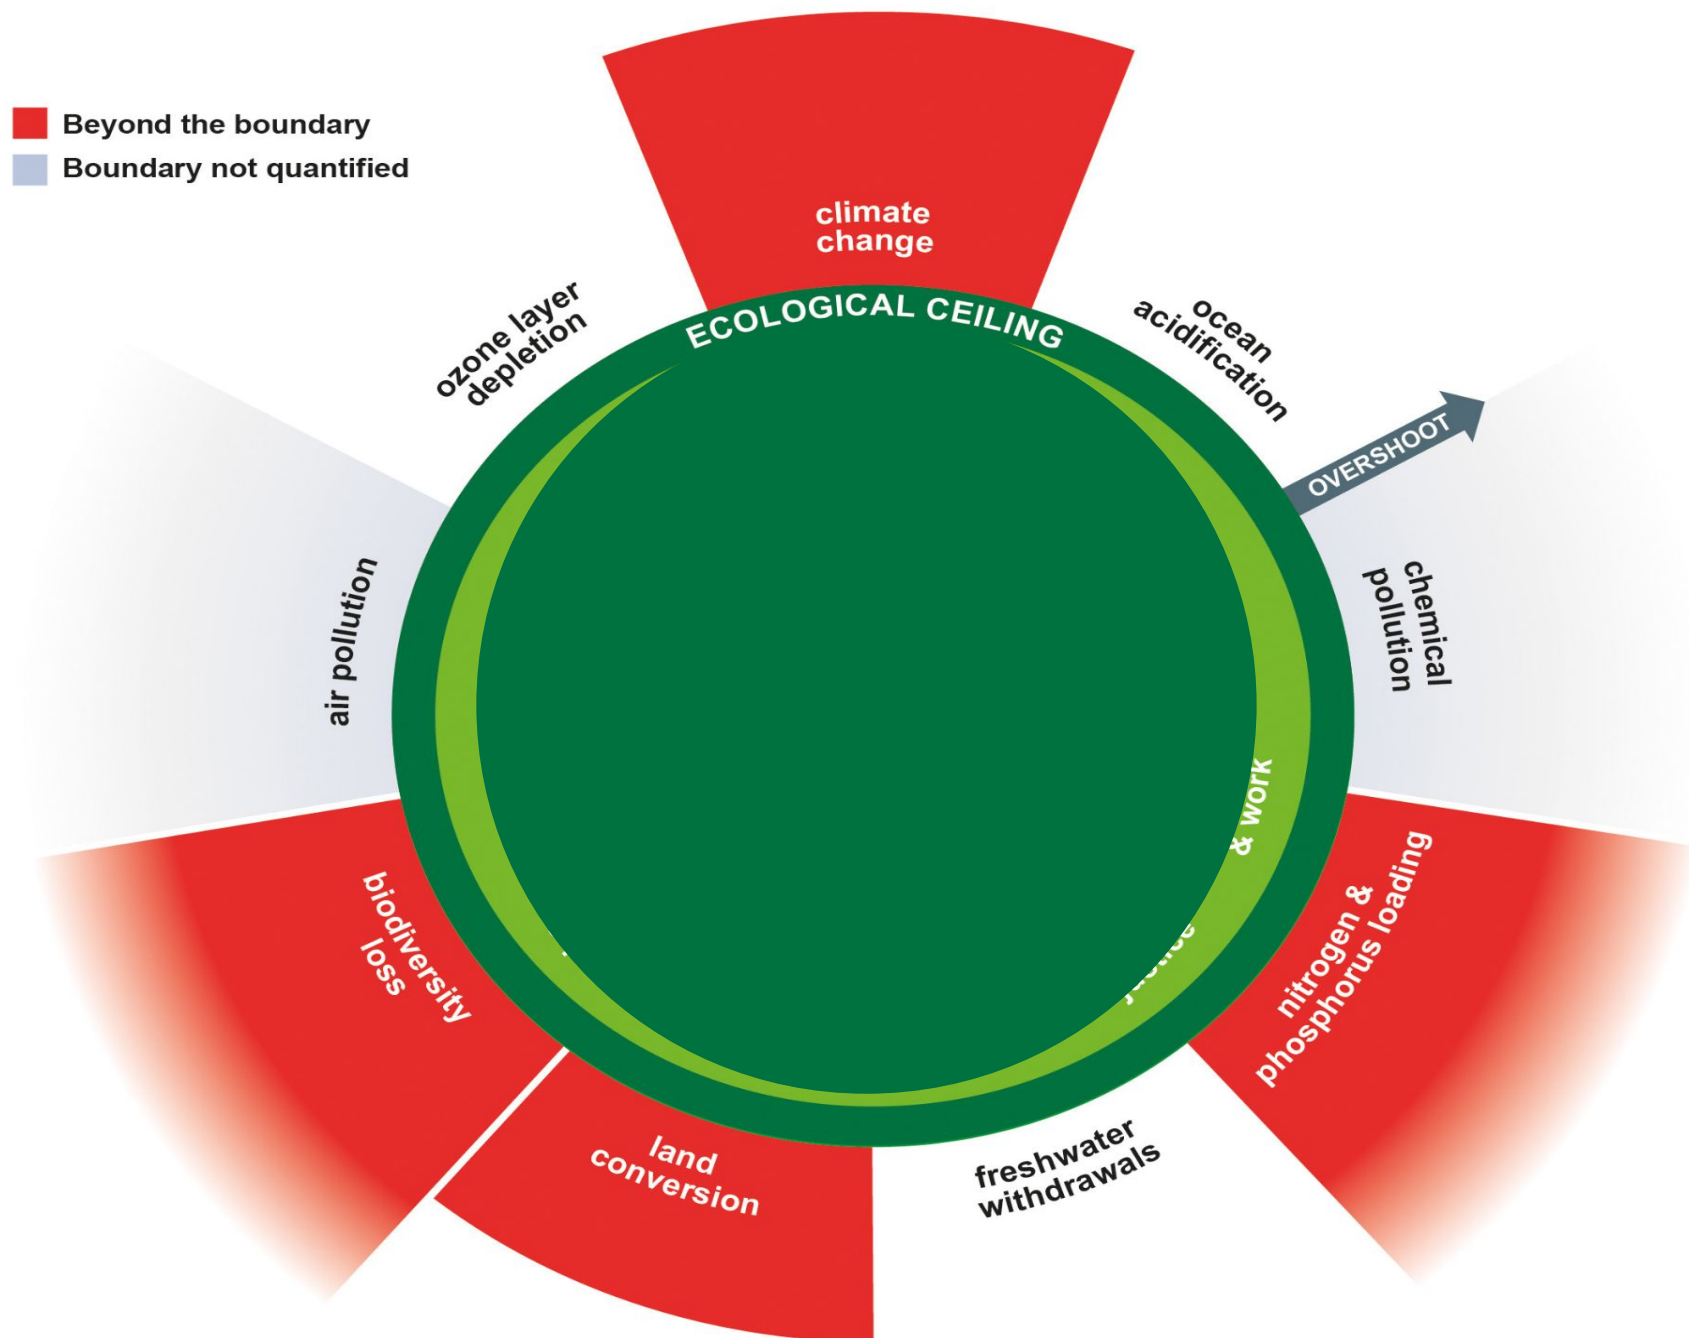 Beyond the boundary
Boundary not quantified
climate
change
ECOLOGICAL CEILING
ocean
acidification
OVERSHOOT
chemical
pollution
nitrogen &
phosphorus loading
freshwater
withdrawals
land
conversion
biodiversity
loss
air pollution
ozone layer
depletion
& work